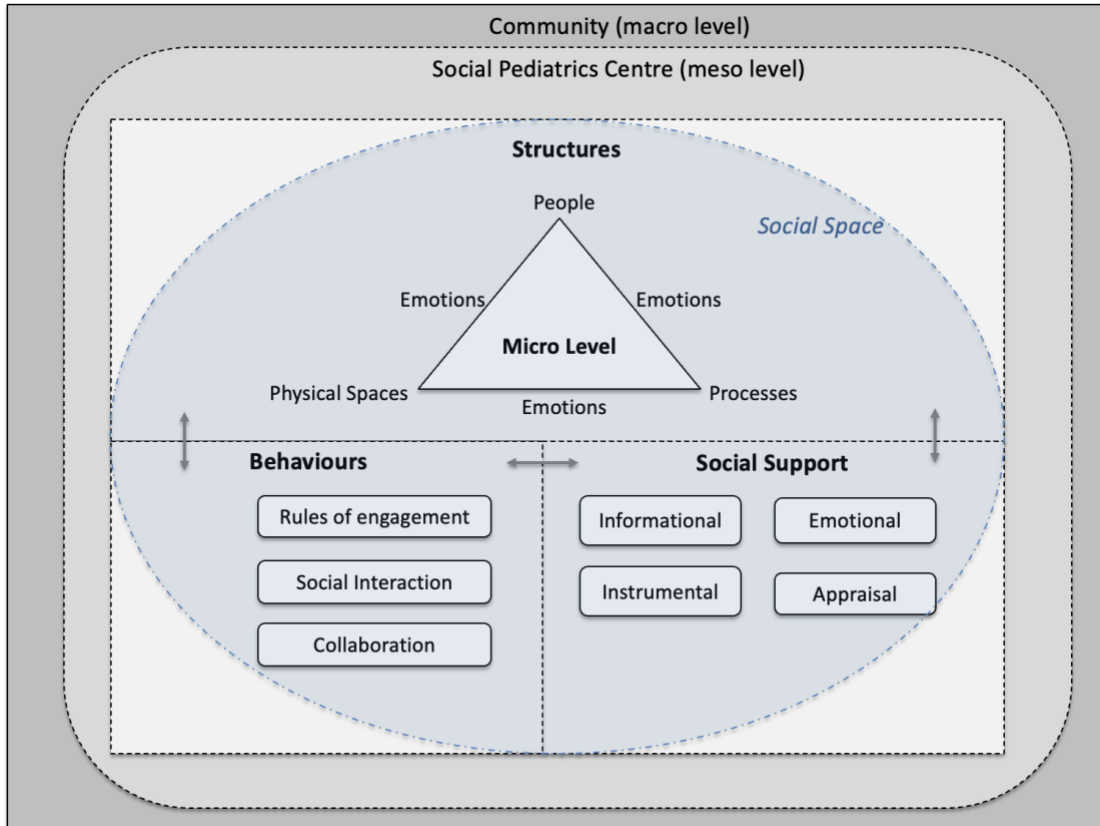 Community (macro level)
Social Pediatrics Centre (meso level)
Structures
People
Social Space
Emotions
Emotions
Micro Level
Physical Spaces
Processes
Emotions
Behaviours
Rules of engagement
Social Interaction
Collaboration
Social Support
Informational
Emotional
Instrumental
Appraisal